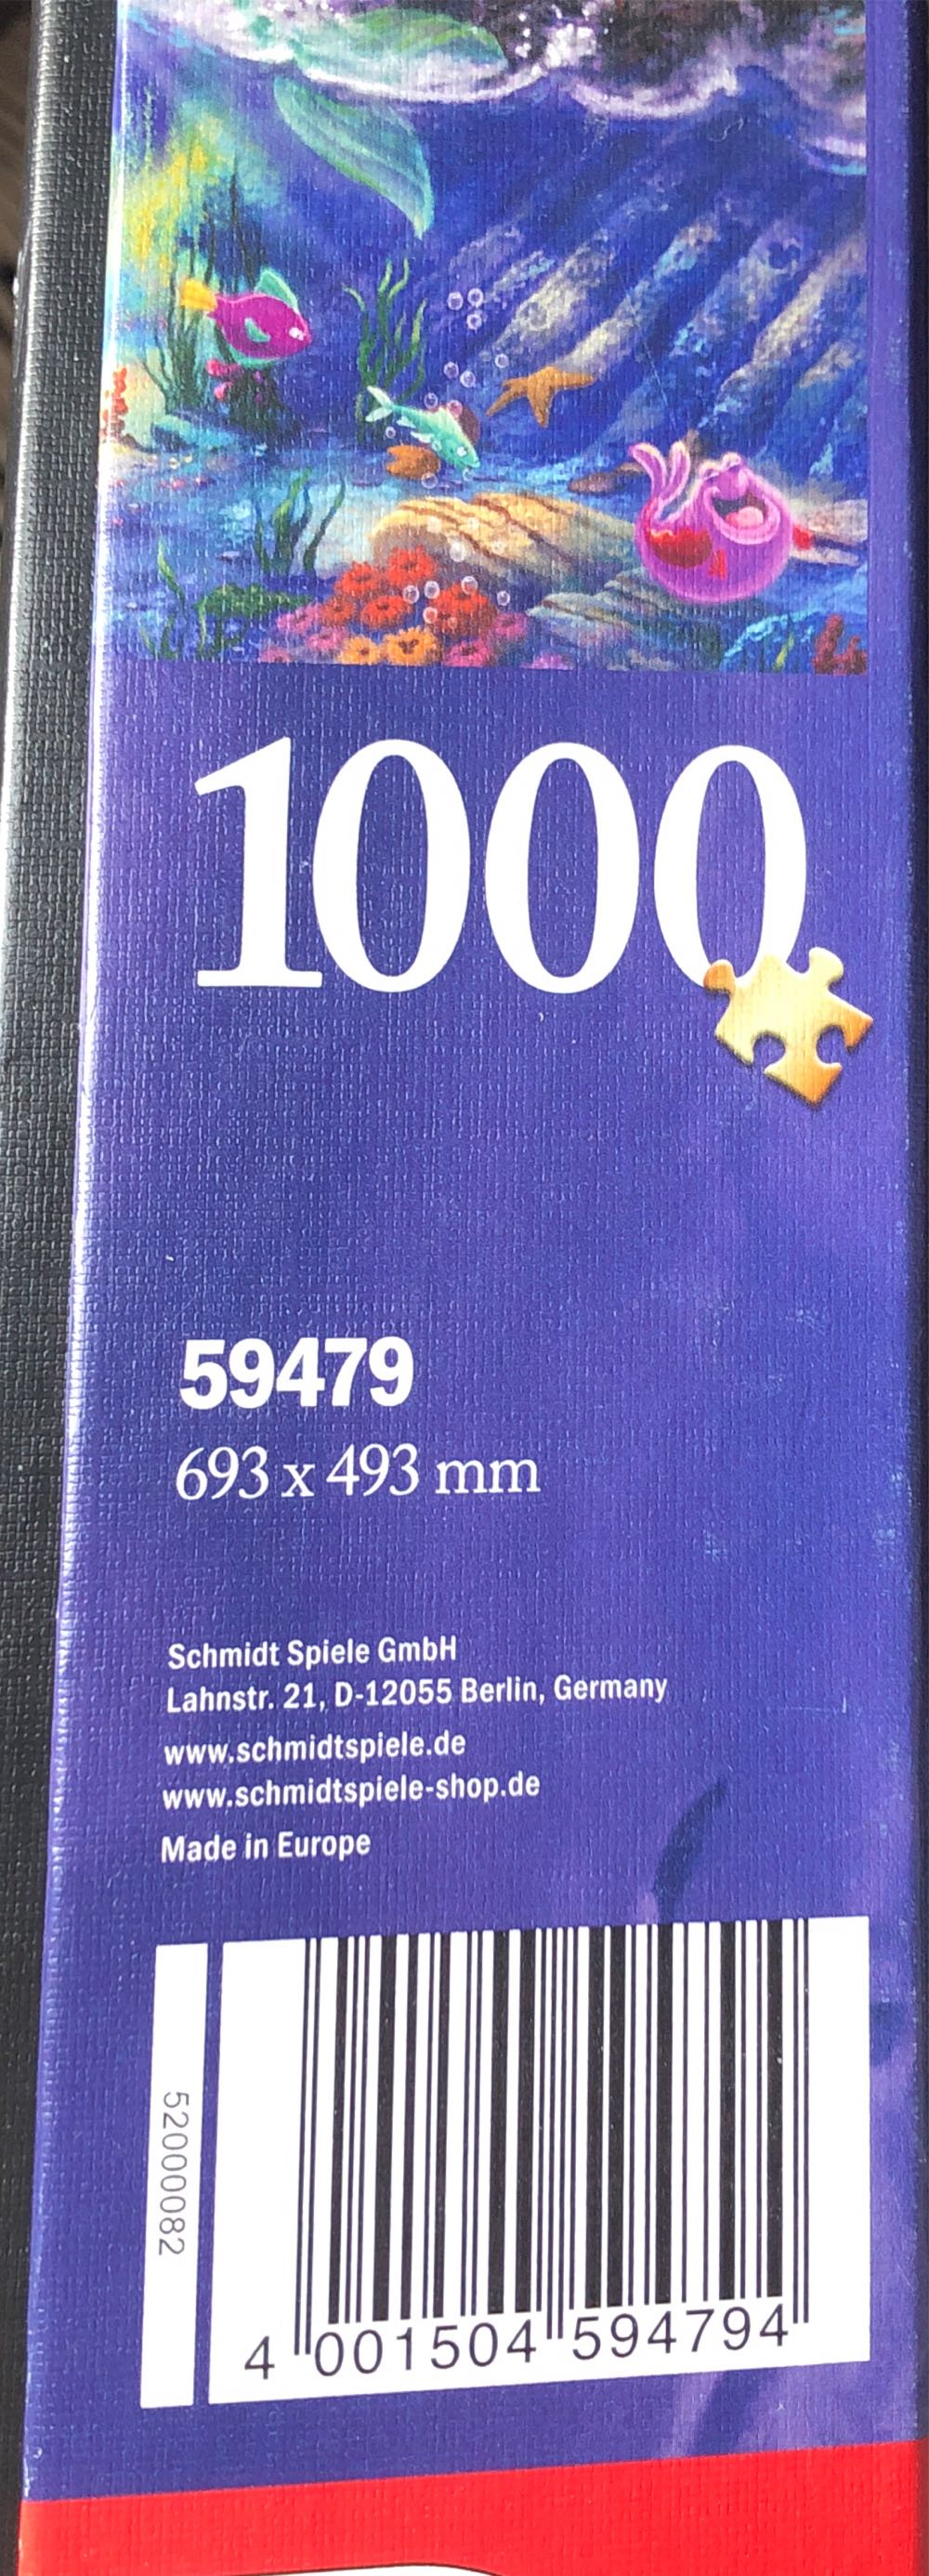 1000
59479
693 x 493 mm
Schmidt Spiele GmbH
Lahnstr. 21, D-12055 Berlin, Germany
www.schmidtspiele.de
www.schmidtspiele-shop.de
Made in Europe
52000082
4 001504 594794